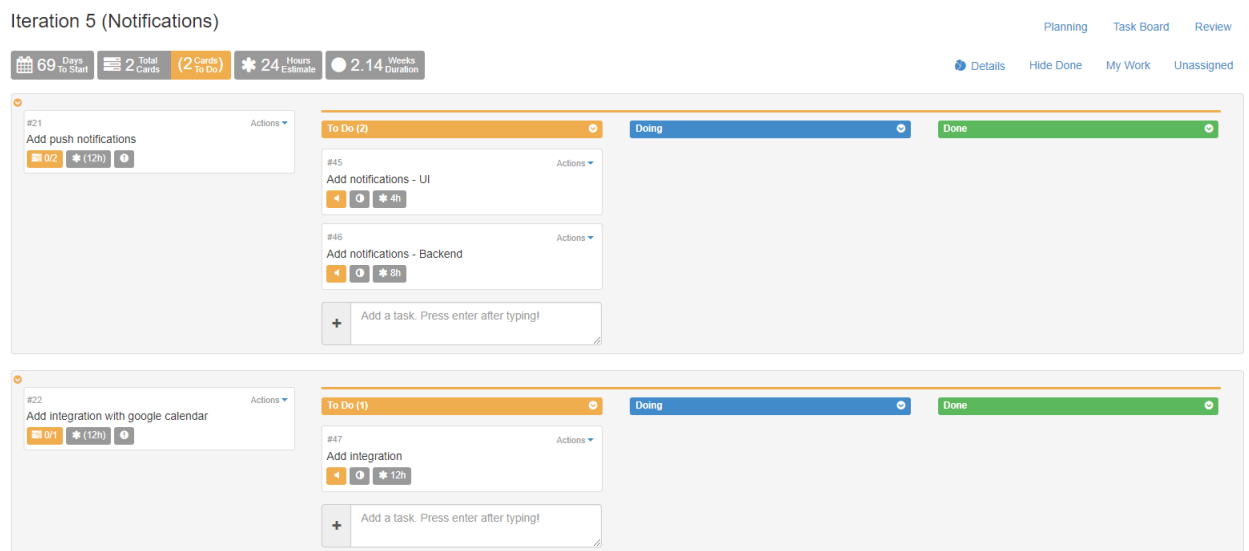 Iteration 5 (Notifications)
Planning Task Board Review
69 Days To Start 2 Total Cards (2 Cards To Do) 24 Hours Estimate 2.14 Weeks Duration
Details Hide Done My Work Unassigned
#21 Actions
Add push notifications
0/2 (12h)
To Do (2) Doing Done
#45 Actions
Add notifications - UI
4h
#46 Actions
Add notifications - Backend
8h
+ Add a task. Press enter after typing!
#22 Actions
Add integration with google calendar
0/1 (12h)
To Do (1) Doing Done
#47 Actions
Add integration
12h
+ Add a task. Press enter after typing!